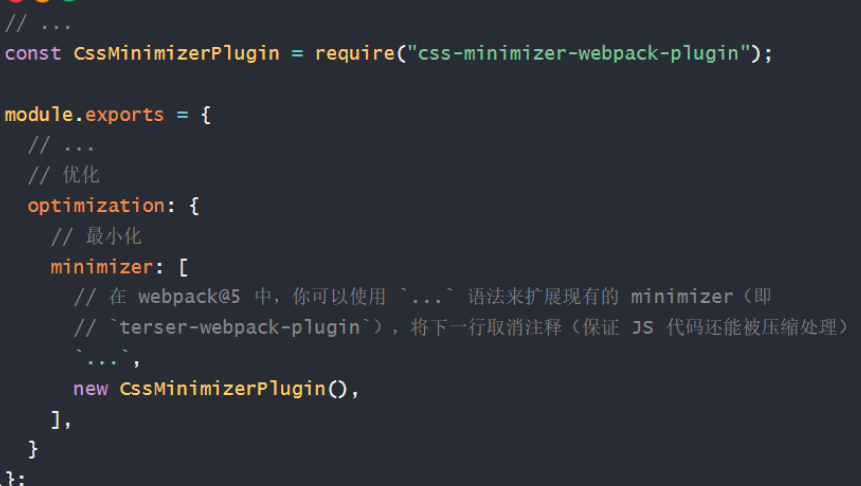 // ...
const CssMinimizerPlugin = require("css-minimizer-webpack-plugin");
module.exports = {
// ...
// 优化
optimization: {
// 最小化
minimizer: [
// 在 webpack@5 中，你可以使用 `...` 语法来扩展现有的 minimizer（即
// `terser-webpack-plugin`），将下一行取消注释（保证 JS 代码还能被压缩处理）
`...`,
new CssMinimizerPlugin(),
],
}
};